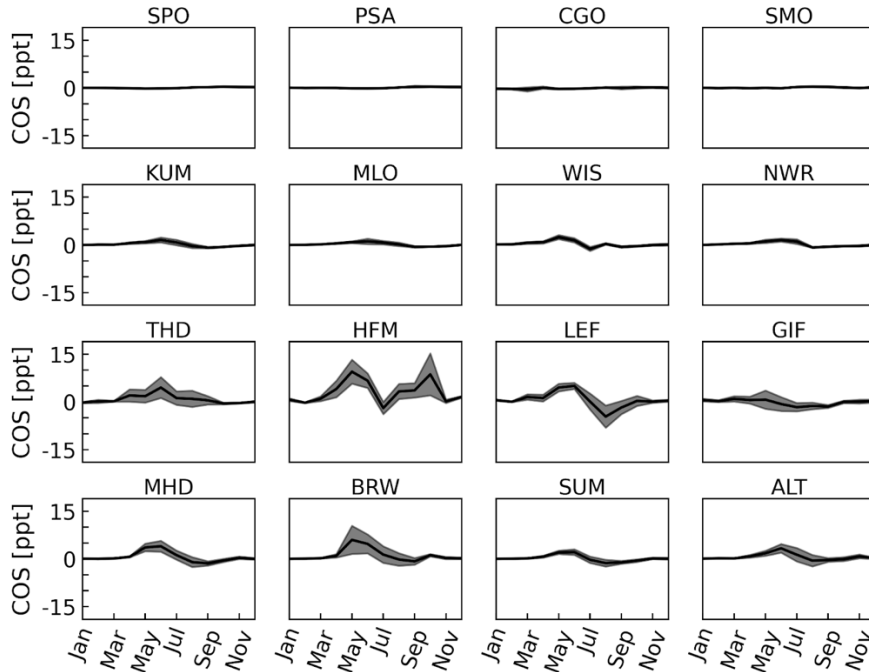 SPO PSA CGO SMO
COS [ppt]
15
0
-15
KUM MLO WIS NWR
COS [ppt]
15
0
-15
THD HFM LEF GIF
COS [ppt]
15
0
-15
MHD BRW SUM ALT
COS [ppt]
15
0
-15
Jan Mar May Jul Sep Nov Jan Mar May Jul Sep Nov Jan Mar May Jul Sep Nov Jan Mar May Jul Sep Nov